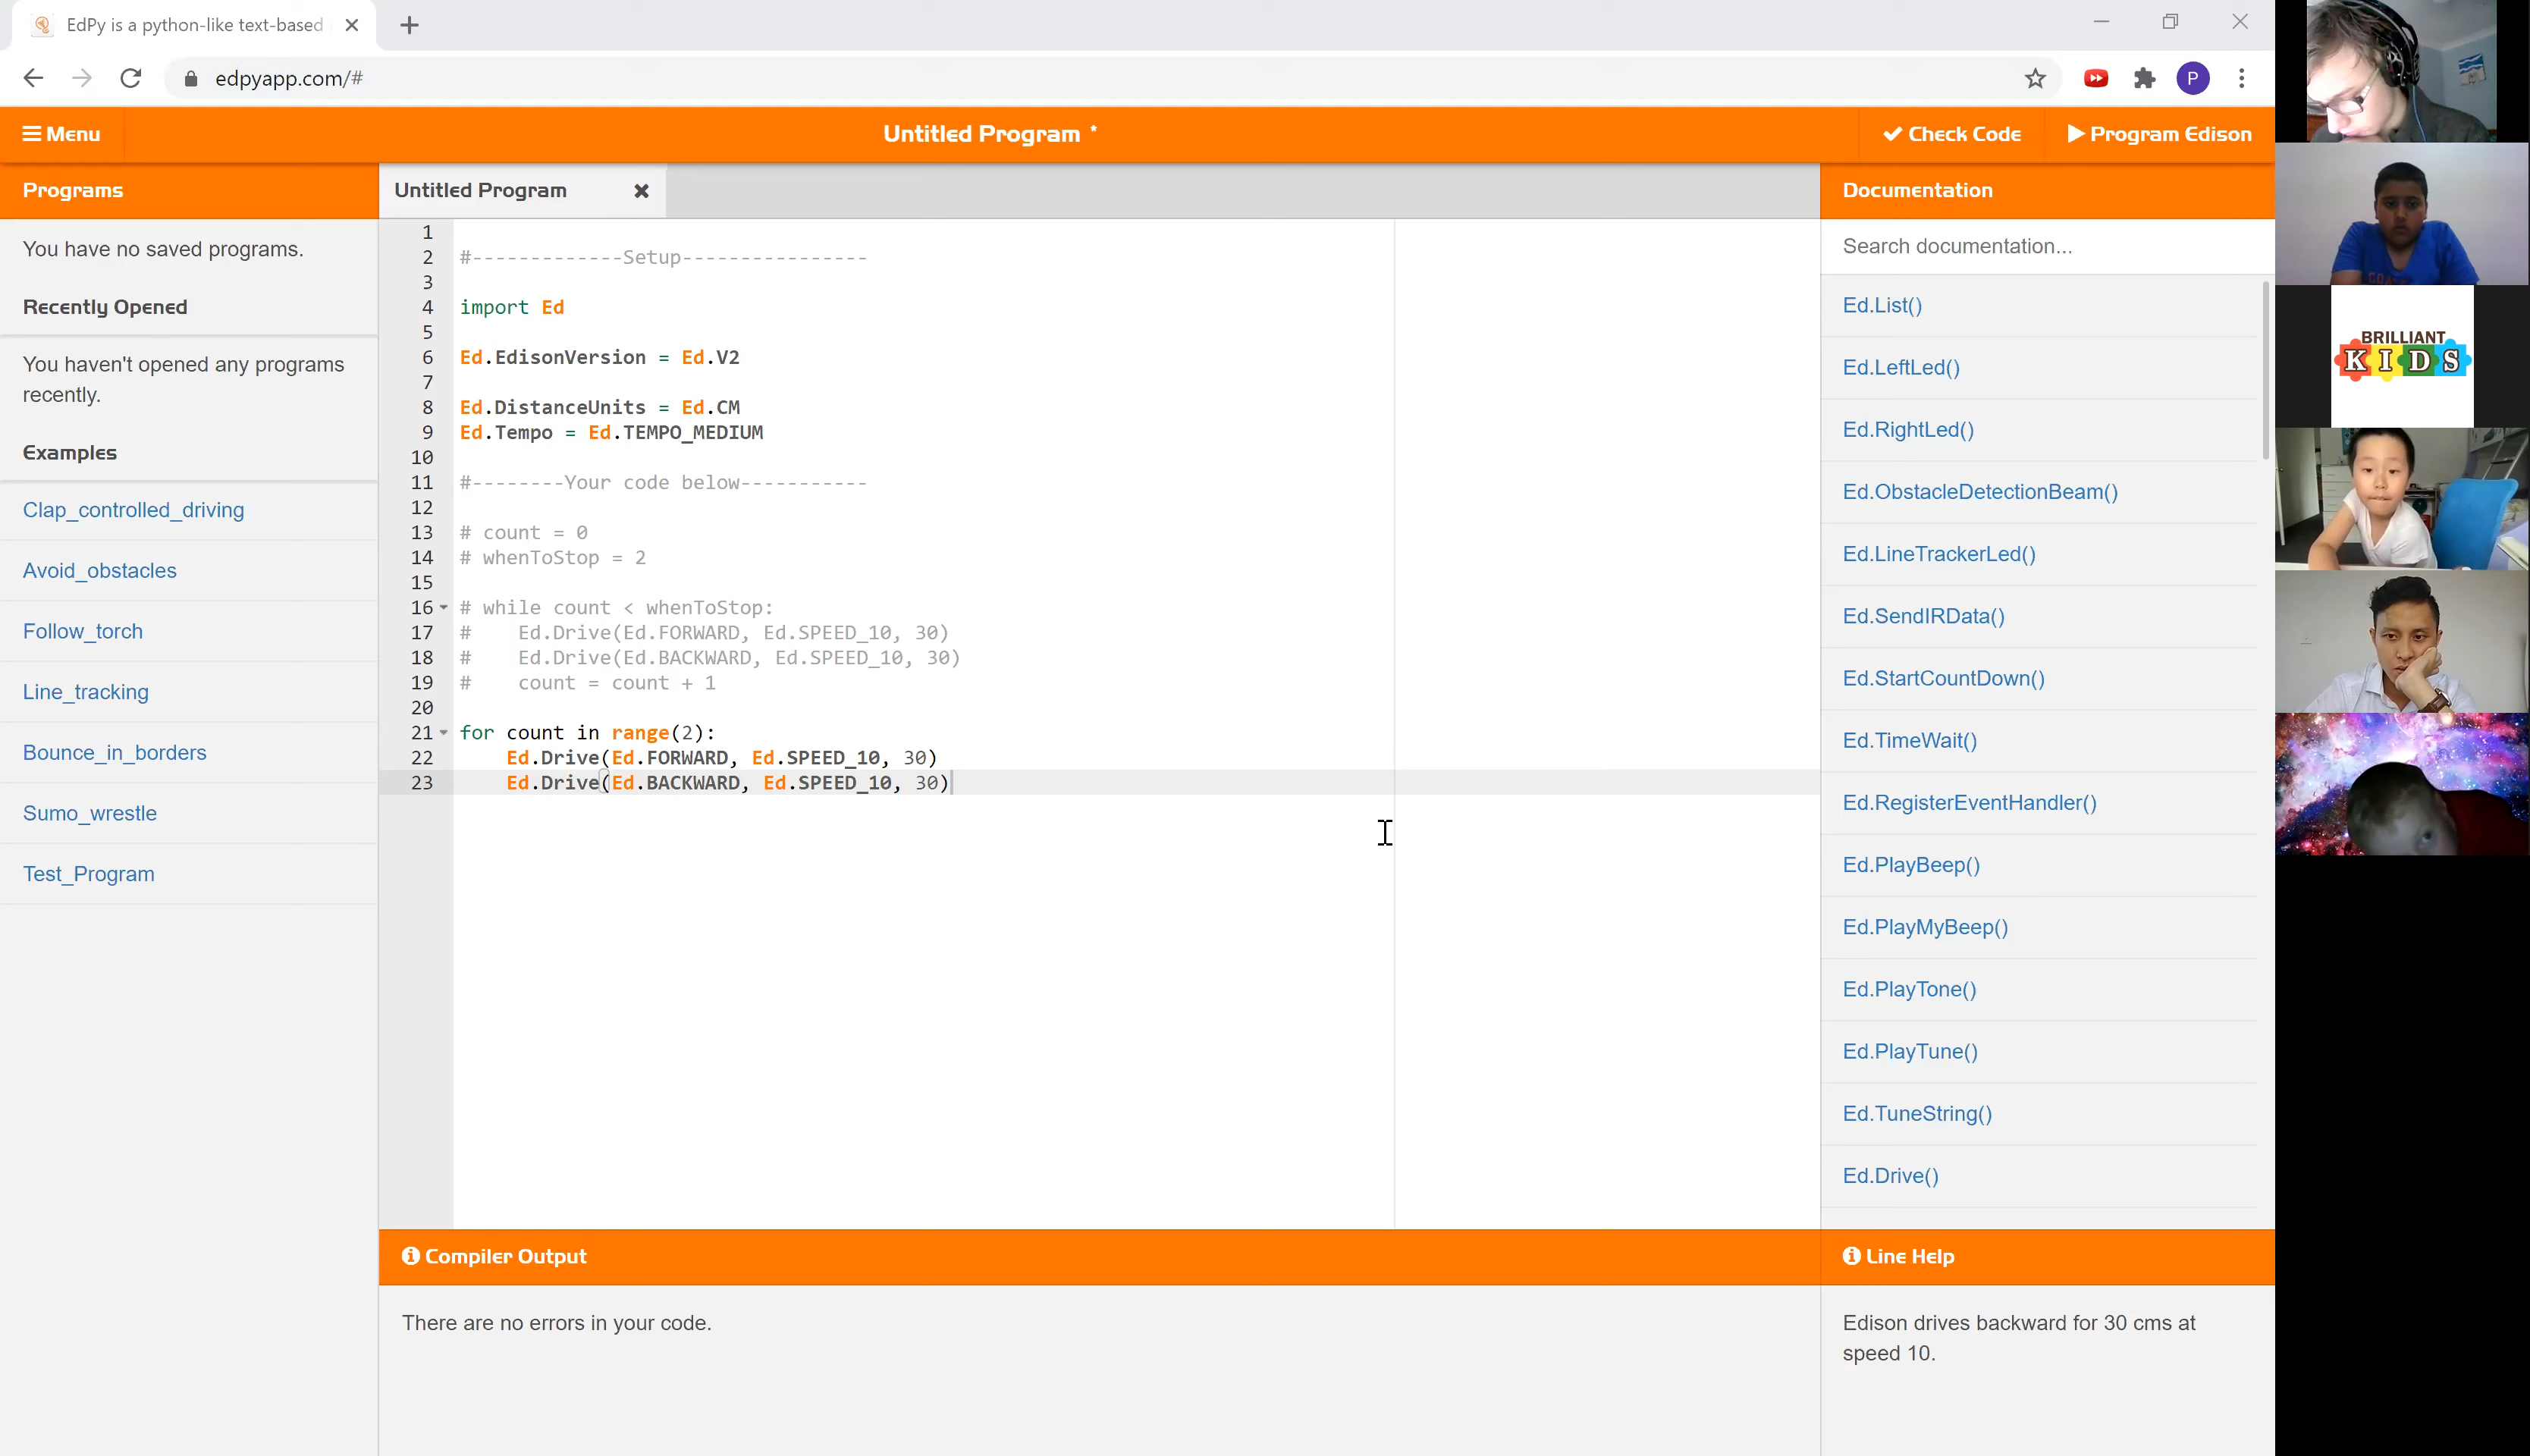 EdPy is a python-like text-based
edpyapp.com/#
P
Menu
Untitled Program *
Check Code
Program Edison
Programs
You have no saved programs.
Recently Opened
You haven't opened any programs
recently.
Examples
Clap_controlled_driving
Avoid_obstacles
Follow_torch
Line_tracking
Bounce_in_borders
Sumo_wrestle
Test_Program
Untitled Program
1
2 #-------------Setup----------------
3
4 import Ed
5
6 Ed.EdisonVersion = Ed.V2
7
8 Ed.DistanceUnits = Ed.CM
9 Ed.Tempo = Ed.TEMPO_MEDIUM
10
11 #--------Your code below-----------
12
13 # count = 0
14 # whenToStop = 2
15
16 # while count < whenToStop:
17 #    Ed.Drive(Ed.FORWARD, Ed.SPEED_10, 30)
18 #    Ed.Drive(Ed.BACKWARD, Ed.SPEED_10, 30)
19 #    count = count + 1
20
21 for count in range(2):
22     Ed.Drive(Ed.FORWARD, Ed.SPEED_10, 30)
23     Ed.Drive(Ed.BACKWARD, Ed.SPEED_10, 30)
Compiler Output
There are no errors in your code.
Documentation
Search documentation...
Ed.List()
Ed.LeftLed()
Ed.RightLed()
Ed.ObstacleDetectionBeam()
Ed.LineTrackerLed()
Ed.SendIRData()
Ed.StartCountDown()
Ed.TimeWait()
Ed.RegisterEventHandler()
Ed.PlayBeep()
Ed.PlayMyBeep()
Ed.PlayTone()
Ed.PlayTune()
Ed.TuneString()
Ed.Drive()
Line Help
Edison drives backward for 30 cms at
speed 10.
BRILLIANT
KIDS